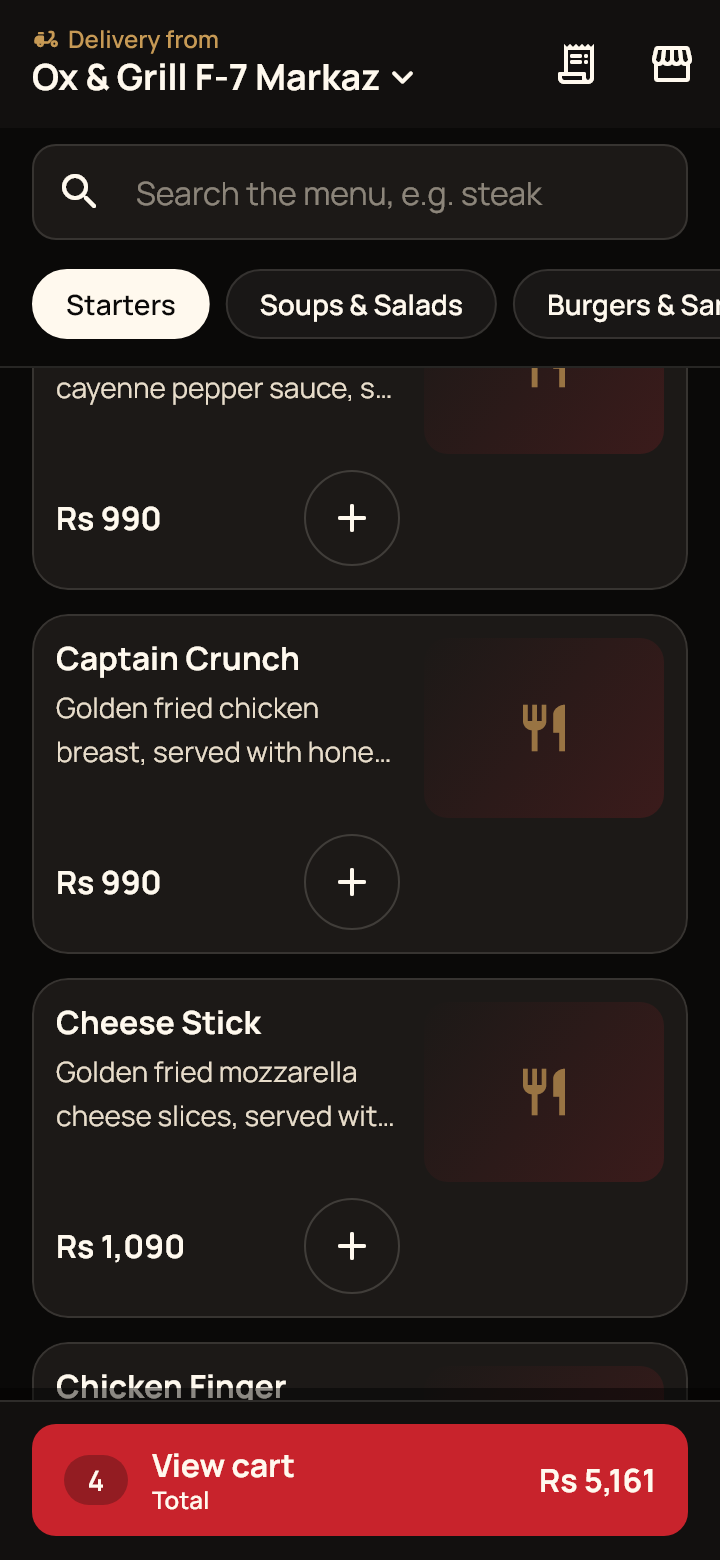 Delivery from
Ox & Grill F-7 Markaz
Search the menu, e.g. steak
Starters
Soups & Salads
Burgers & Sar
cayenne pepper sauce, s...
Rs 990
Captain Crunch
Golden fried chicken
breast, served with hone...
Rs 990
Cheese Stick
Golden fried mozzarella
cheese slices, served wit...
Rs 1,090
Chicken Finger
4
View cart
Total
Rs 5,161